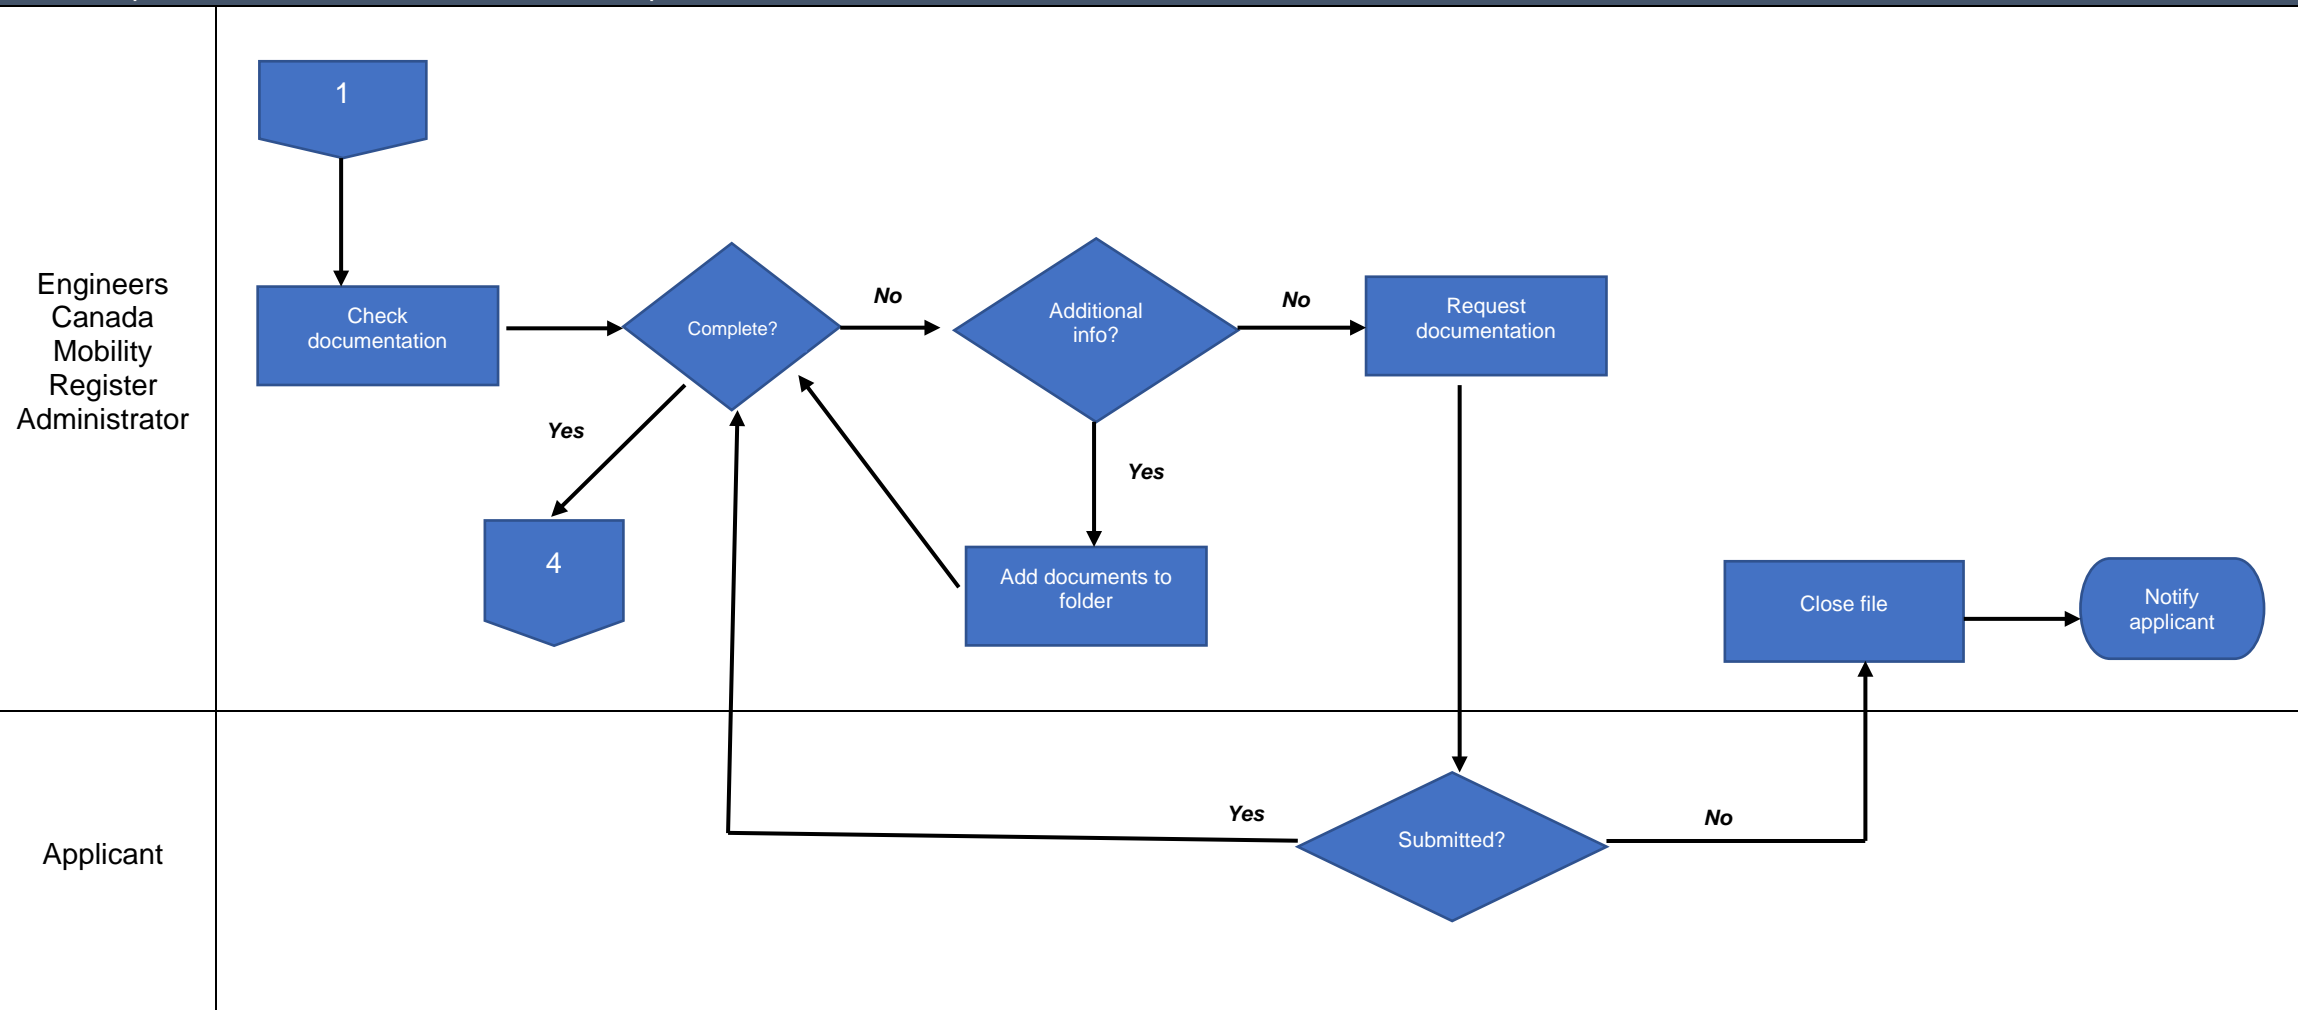 1
Engineers
Canada
Mobility
Register
Administrator
Check
documentation
Complete?
No
Additional
info?
No
Request
documentation
Yes
Yes
4
Add documents to
folder
Close file
Notify
applicant
Applicant
Yes
Submitted?
No